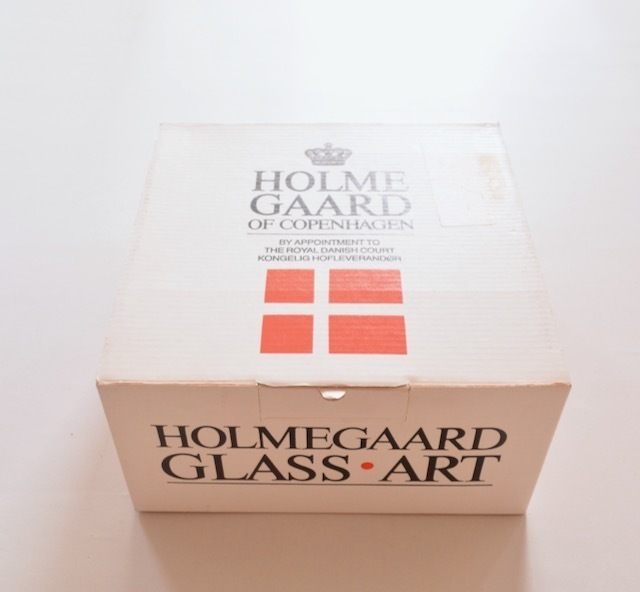 HOLME
GAARD
OF COPENHAGEN
BY APPOINTMENT TO
THE ROYAL DANISH COURT
KONGELIG HOFLEVERANDØR
HOLMEGAARD
GLASS • ART